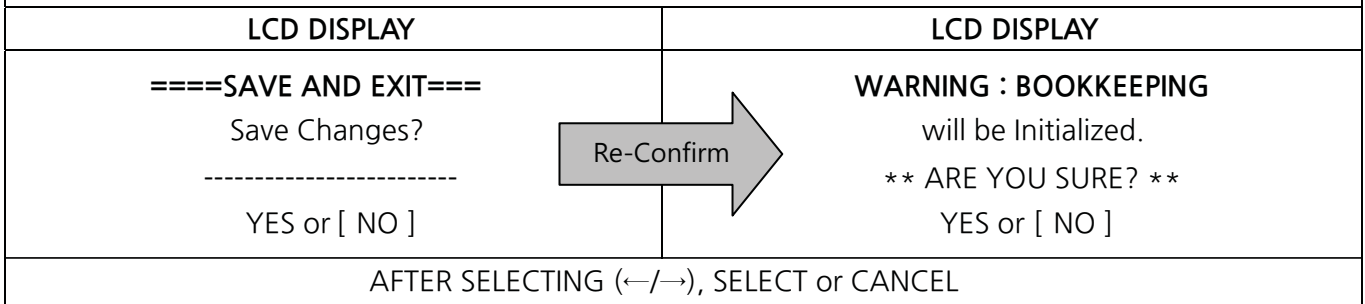 LCD DISPLAY
====SAVE AND EXIT===
Save Changes?
-------------------------
YES or [ NO ]
Re-Confirm
LCD DISPLAY
WARNING : BOOKKEEPING
will be Initialized.
** ARE YOU SURE? **
YES or [ NO ]
AFTER SELECTING (←/→), SELECT or CANCEL